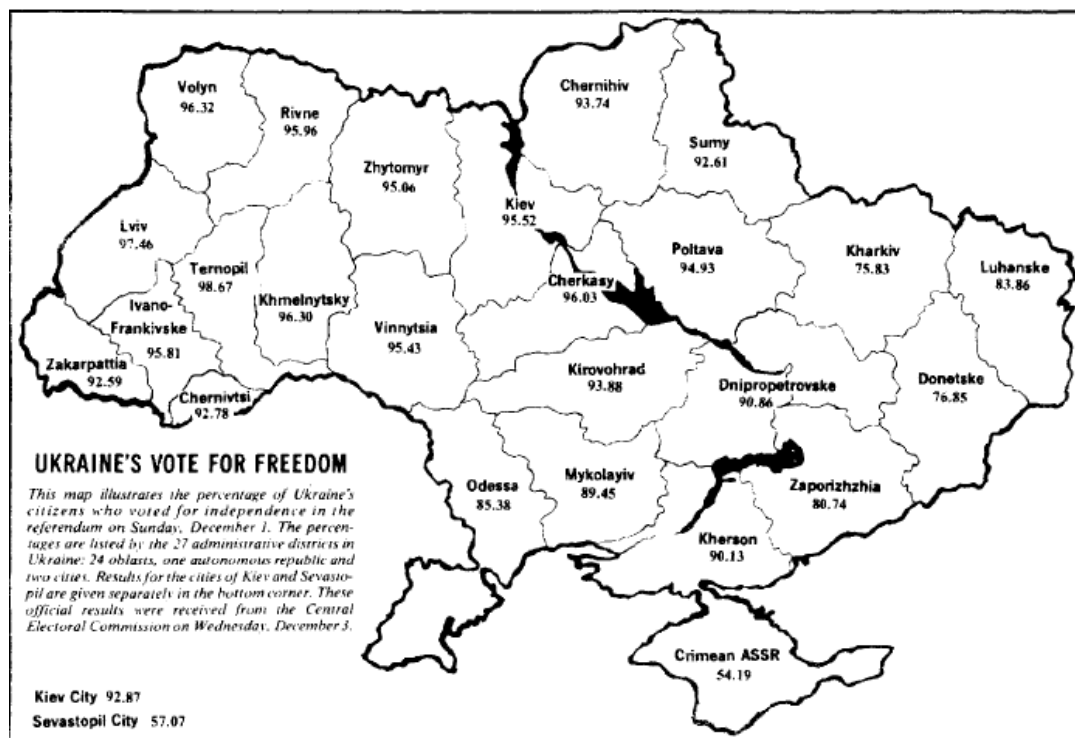 Volyn
96.32
Rivne
95.96
Zhytomyr
95.06
Chernihiv
93.74
Sumy
92.61
Kiev
95.52
Lviv
97.46
Ternopil
98.67
Khmelnytsky
96.30
Ivano-
Frankivske
95.81
Zakarpattia
92.59
Chernivtsi
92.78
Vinnytsia
95.43
Cherkasy
96.03
Poltava
94.93
Kharkiv
75.83
Luhanske
83.86
Kirovohrad
93.88
Dnipropetrovske
90.86
Donetske
76.85
Odessa
85.38
Mykolayiv
89.45
Zaporizhzhia
80.74
Kherson
90.13
Crimean ASSR
54.19
UKRAINE'S VOTE FOR FREEDOM
This map illustrates the percentage of Ukraine's
citizens who voted for independence in the
referendum on Sunday, December 1. The percen-
tages are listed by the 27 administrative districts in
Ukraine: 24 oblasts, one autonomous republic and
two cities. Results for the cities of Kiev and Sevasto-
pil are given separately in the bottom corner. These
official results were received from the Central
Electoral Commission on Wednesday, December 3.
Kiev City 92.87
Sevastopil City 57.07